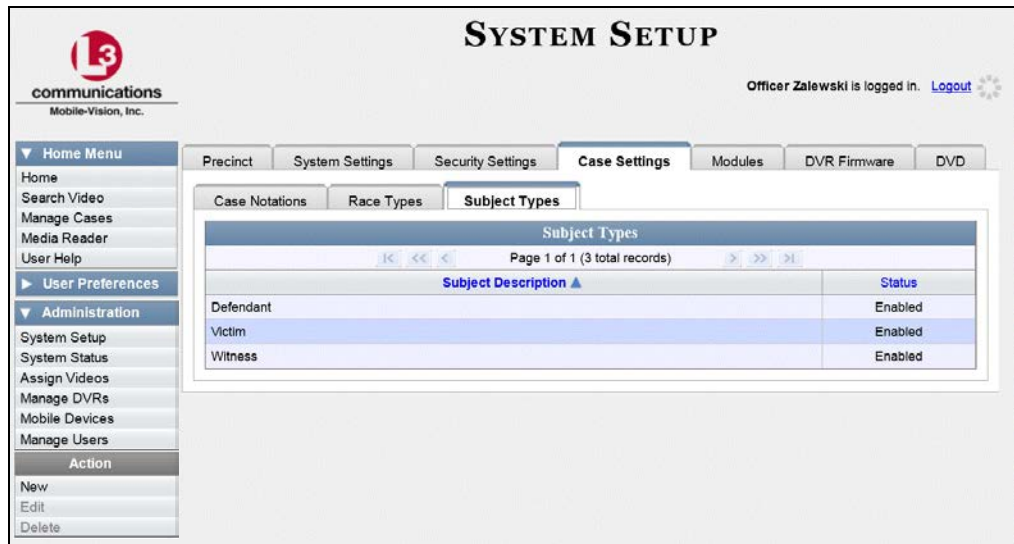 SYSTEM SETUP
L3
communications
Mobile-Vision, Inc.
Officer Zalewski is logged in. Logout
▼ Home Menu
Home
Search Video
Manage Cases
Media Reader
User Help
▶ User Preferences
▼ Administration
System Setup
System Status
Assign Videos
Manage DVRs
Mobile Devices
Manage Users
Action
New
Edit
Delete
Precinct System Settings Security Settings Case Settings Modules DVR Firmware DVD
Case Notations Race Types Subject Types
Subject Types
|< << < Page 1 of 1 (3 total records) > >> >|
Subject Description ▲ Status
Defendant Enabled
Victim Enabled
Witness Enabled